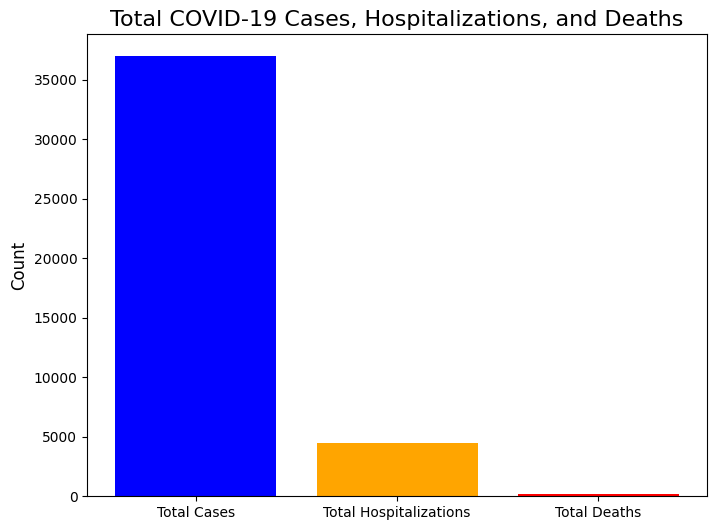 Total COVID-19 Cases, Hospitalizations, and Deaths
Count
35000
30000
25000
20000
15000
10000
5000
0
Total Cases
Total Hospitalizations
Total Deaths